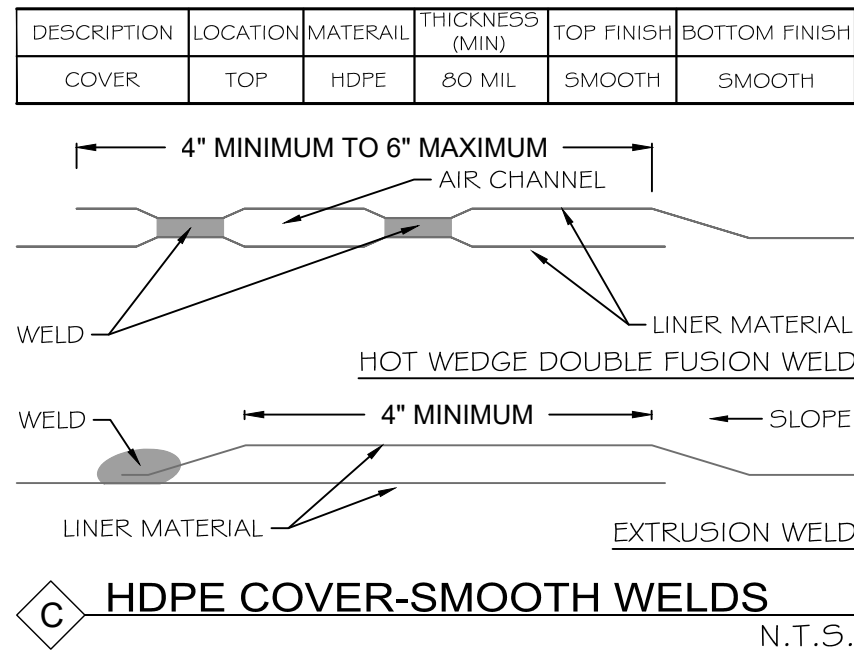 DESCRIPTION LOCATION MATERAIL THICKNESS (MIN) TOP FINISH BOTTOM FINISH
COVER TOP HDPE 80 MIL SMOOTH SMOOTH
4" MINIMUM TO 6" MAXIMUM
AIR CHANNEL
WELD
LINER MATERIAL
HOT WEDGE DOUBLE FUSION WELD
WELD
4" MINIMUM
SLOPE
LINER MATERIAL
EXTRUSION WELD
C HDPE COVER-SMOOTH WELDS
N.T.S.